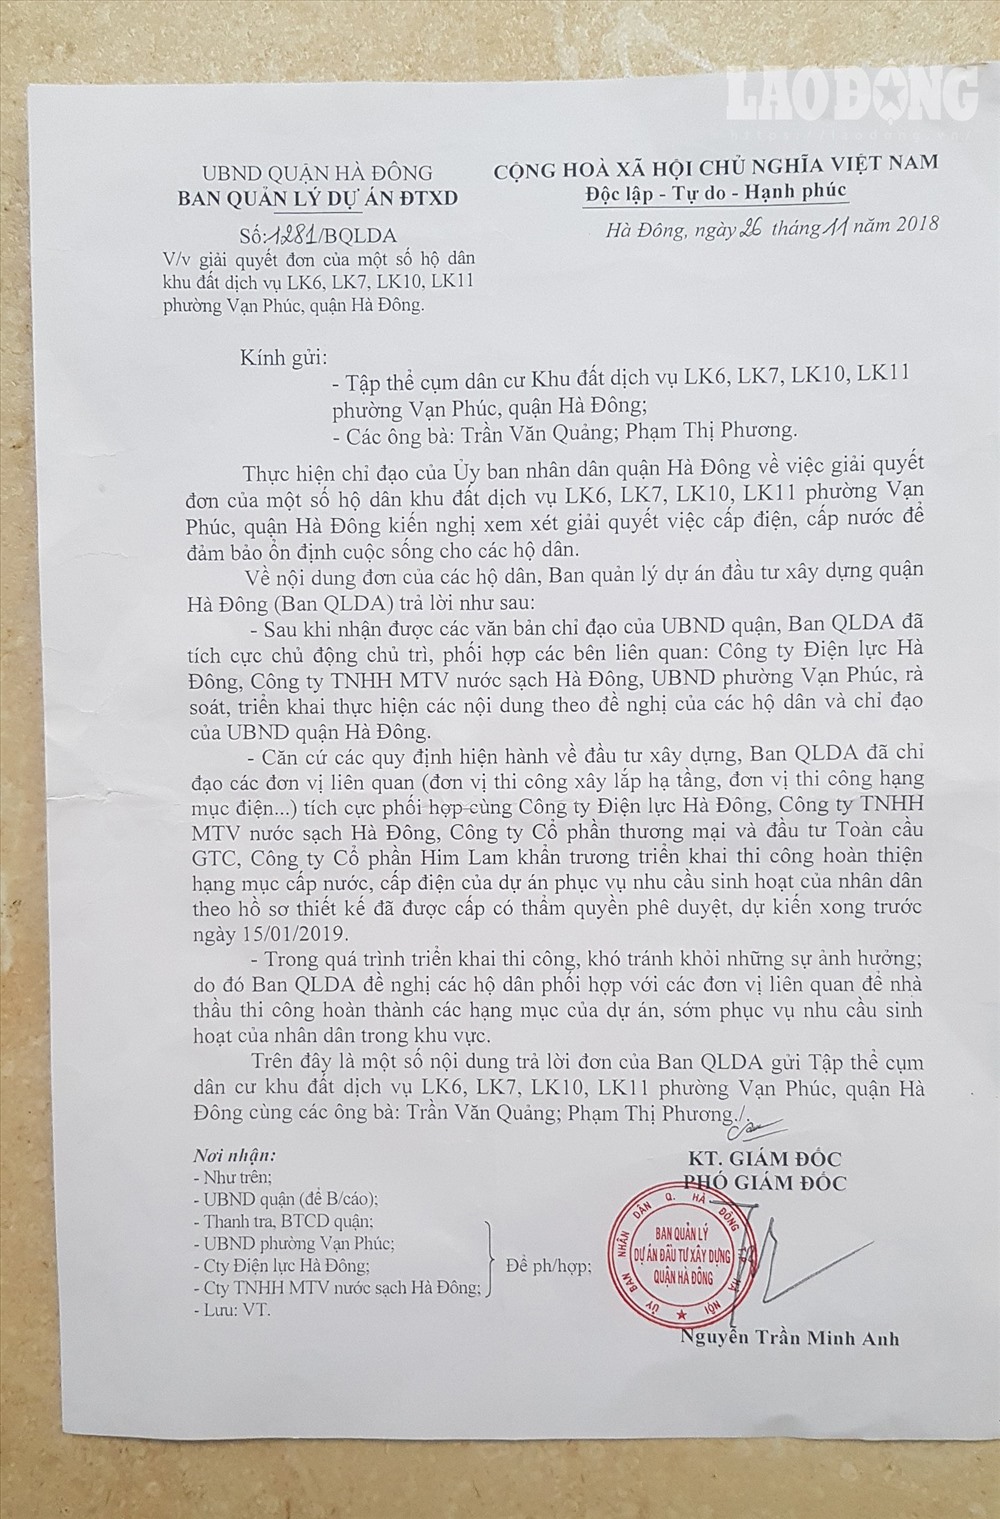 LAO ĐỘNG
https://laodong.vn/
UBND QUẬN HÀ ĐÔNG
BAN QUẢN LÝ DỰ ÁN ĐTXD
Số:1281/BQLDA
V/v giải quyết đơn của một số hộ dân
khu đất dịch vụ LK6, LK7, LK10, LK11
phường Vạn Phúc, quận Hà Đông.
CỘNG HOÀ XÃ HỘI CHỦ NGHĨA VIỆT NAM
Độc lập - Tự do - Hạnh phúc
Hà Đông, ngày 26 tháng 11 năm 2018
Kính gửi:
- Tập thể cụm dân cư Khu đất dịch vụ LK6, LK7, LK10, LK11
phường Vạn Phúc, quận Hà Đông;
- Các ông bà: Trần Văn Quảng; Phạm Thị Phương.
Thực hiện chỉ đạo của Ủy ban nhân dân quận Hà Đông về việc giải quyết
đơn của một số hộ dân khu đất dịch vụ LK6, LK7, LK10, LK11 phường Vạn
Phúc, quận Hà Đông kiến nghị xem xét giải quyết việc cấp điện, cấp nước để
đảm bảo ổn định cuộc sống cho các hộ dân.
Về nội dung đơn của các hộ dân, Ban quản lý dự án đầu tư xây dựng quận
Hà Đông (Ban QLDA) trả lời như sau:
- Sau khi nhận được các văn bản chỉ đạo của UBND quận, Ban QLDA đã
tích cực chủ động chủ trì, phối hợp các bên liên quan: Công ty Điện lực Hà
Đông, Công ty TNHH MTV nước sạch Hà Đông, UBND phường Vạn Phúc, rà
soát, triển khai thực hiện các nội dung theo đề nghị của các hộ dân và chỉ đạo
của UBND quận Hà Đông.
- Căn cứ các quy định hiện hành về đầu tư xây dựng, Ban QLDA đã chỉ
đạo các đơn vị liên quan (đơn vị thi công xây lắp hạ tầng, đơn vị thi công hạng
mục điện...) tích cực phối hợp cùng Công ty Điện lực Hà Đông, Công ty TNHH
MTV nước sạch Hà Đông, Công ty Cổ phần thương mại và đầu tư Toàn cầu
GTC, Công ty Cổ phần Him Lam khẩn trương triển khai thi công hoàn thiện
hạng mục cấp nước, cấp điện của dự án phục vụ nhu cầu sinh hoạt của nhân dân
theo hồ sơ thiết kế đã được cấp có thẩm quyền phê duyệt, dự kiến xong trước
ngày 15/01/2019.
- Trong quá trình triển khai thi công, khó tránh khỏi những sự ảnh hưởng;
do đó Ban QLDA đề nghị các hộ dân phối hợp với các đơn vị liên quan để nhà
thầu thi công hoàn thành các hạng mục của dự án, sớm phục vụ nhu cầu sinh
hoạt của nhân dân trong khu vực.
Trên đây là một số nội dung trả lời đơn của Ban QLDA gửi Tập thể cụm
dân cư khu đất dịch vụ LK6, LK7, LK10, LK11 phường Vạn Phúc, quận Hà
Đông cùng các ông bà: Trần Văn Quảng; Phạm Thị Phương./.
Nơi nhận:
- Như trên;
- UBND quận (để B/cáo);
- Thanh tra, BTCD quận;
- UBND phường Vạn Phúc;
- Cty Điện lực Hà Đông;
- Cty TNHH MTV nước sạch Hà Đông;
- Lưu: VT.
Để ph/hợp;
KT. GIÁM ĐỐC
PHÓ GIÁM ĐỐC
ỦY BAN NHÂN DÂN Q. HÀ ĐÔNG TP HÀ NỘI
BAN QUẢN LÝ
DỰ ÁN ĐẦU TƯ XÂY DỰNG
QUẬN HÀ ĐÔNG
Nguyễn Trần Minh Anh